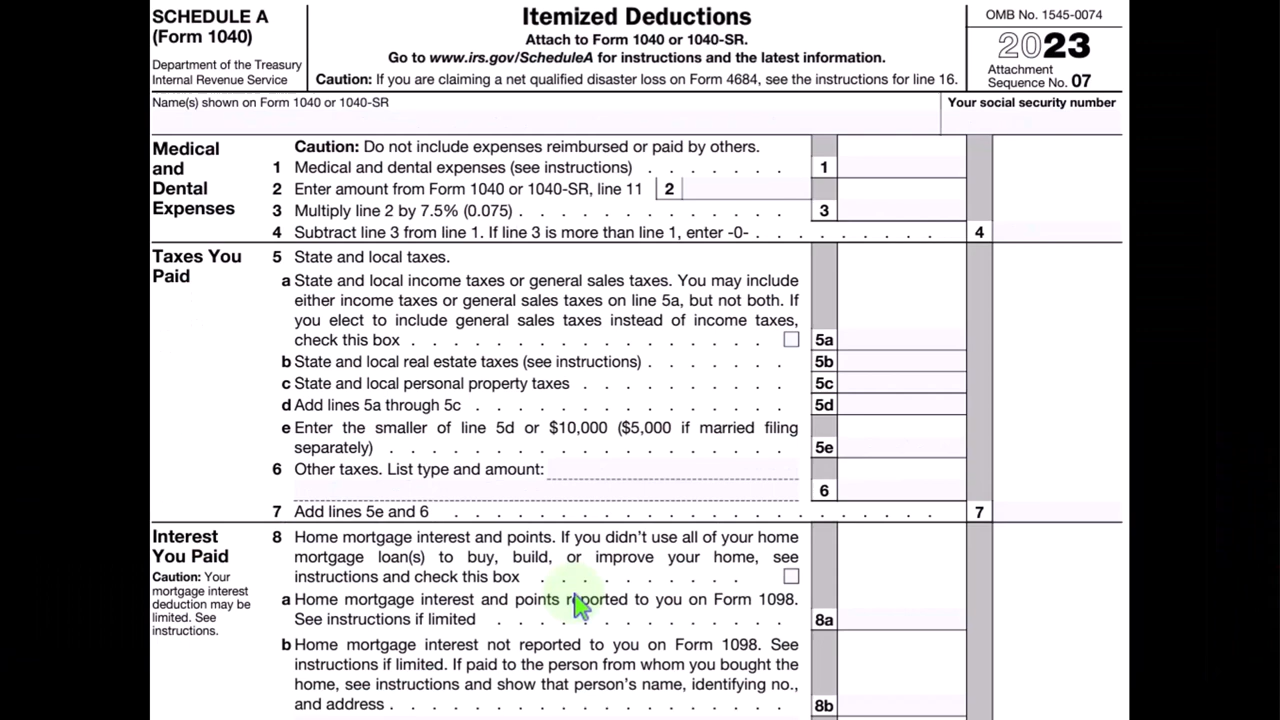 SCHEDULE A
(Form 1040)
Department of the Treasury
Internal Revenue Service
Itemized Deductions
Attach to Form 1040 or 1040-SR.
Go to www.irs.gov/ScheduleA for instructions and the latest information.
Caution: If you are claiming a net qualified disaster loss on Form 4684, see the instructions for line 16.
OMB No. 1545-0074
2023
Attachment
Sequence No. 07
Name(s) shown on Form 1040 or 1040-SR
Your social security number
Medical
and
Dental
Expenses
Caution: Do not include expenses reimbursed or paid by others.
1 Medical and dental expenses (see instructions) . . . . . . . 1
2 Enter amount from Form 1040 or 1040-SR, line 11 2
3 Multiply line 2 by 7.5% (0.075) . . . . . . . . . . . . . 3
4 Subtract line 3 from line 1. If line 3 is more than line 1, enter -0- . . . . . . . . . 4
Taxes You
Paid
5 State and local taxes.
a State and local income taxes or general sales taxes. You may include
either income taxes or general sales taxes on line 5a, but not both. If
you elect to include general sales taxes instead of income taxes,
check this box . . . . . . . . . . . . . . . . . 5a
b State and local real estate taxes (see instructions) . . . . . . . 5b
c State and local personal property taxes . . . . . . . . . . 5c
d Add lines 5a through 5c . . . . . . . . . . . . . . . 5d
e Enter the smaller of line 5d or $10,000 ($5,000 if married filing
separately) . . . . . . . . . . . . . . . . . . . 5e
6 Other taxes. List type and amount:
6
7 Add lines 5e and 6 . . . . . . . . . . . . . . . . . . . . . . 7
Interest
You Paid
Caution: Your
mortgage interest
deduction may be
limited. See
instructions.
8 Home mortgage interest and points. If you didn't use all of your home
mortgage loan(s) to buy, build, or improve your home, see
instructions and check this box . . . . . . . . . .
a Home mortgage interest and points reported to you on Form 1098.
See instructions if limited . . . . . . . . . . . . . . 8a
b Home mortgage interest not reported to you on Form 1098. See
instructions if limited. If paid to the person from whom you bought the
home, see instructions and show that person's name, identifying no.,
and address . . . . . . . . . . . . . . . . . . . 8b